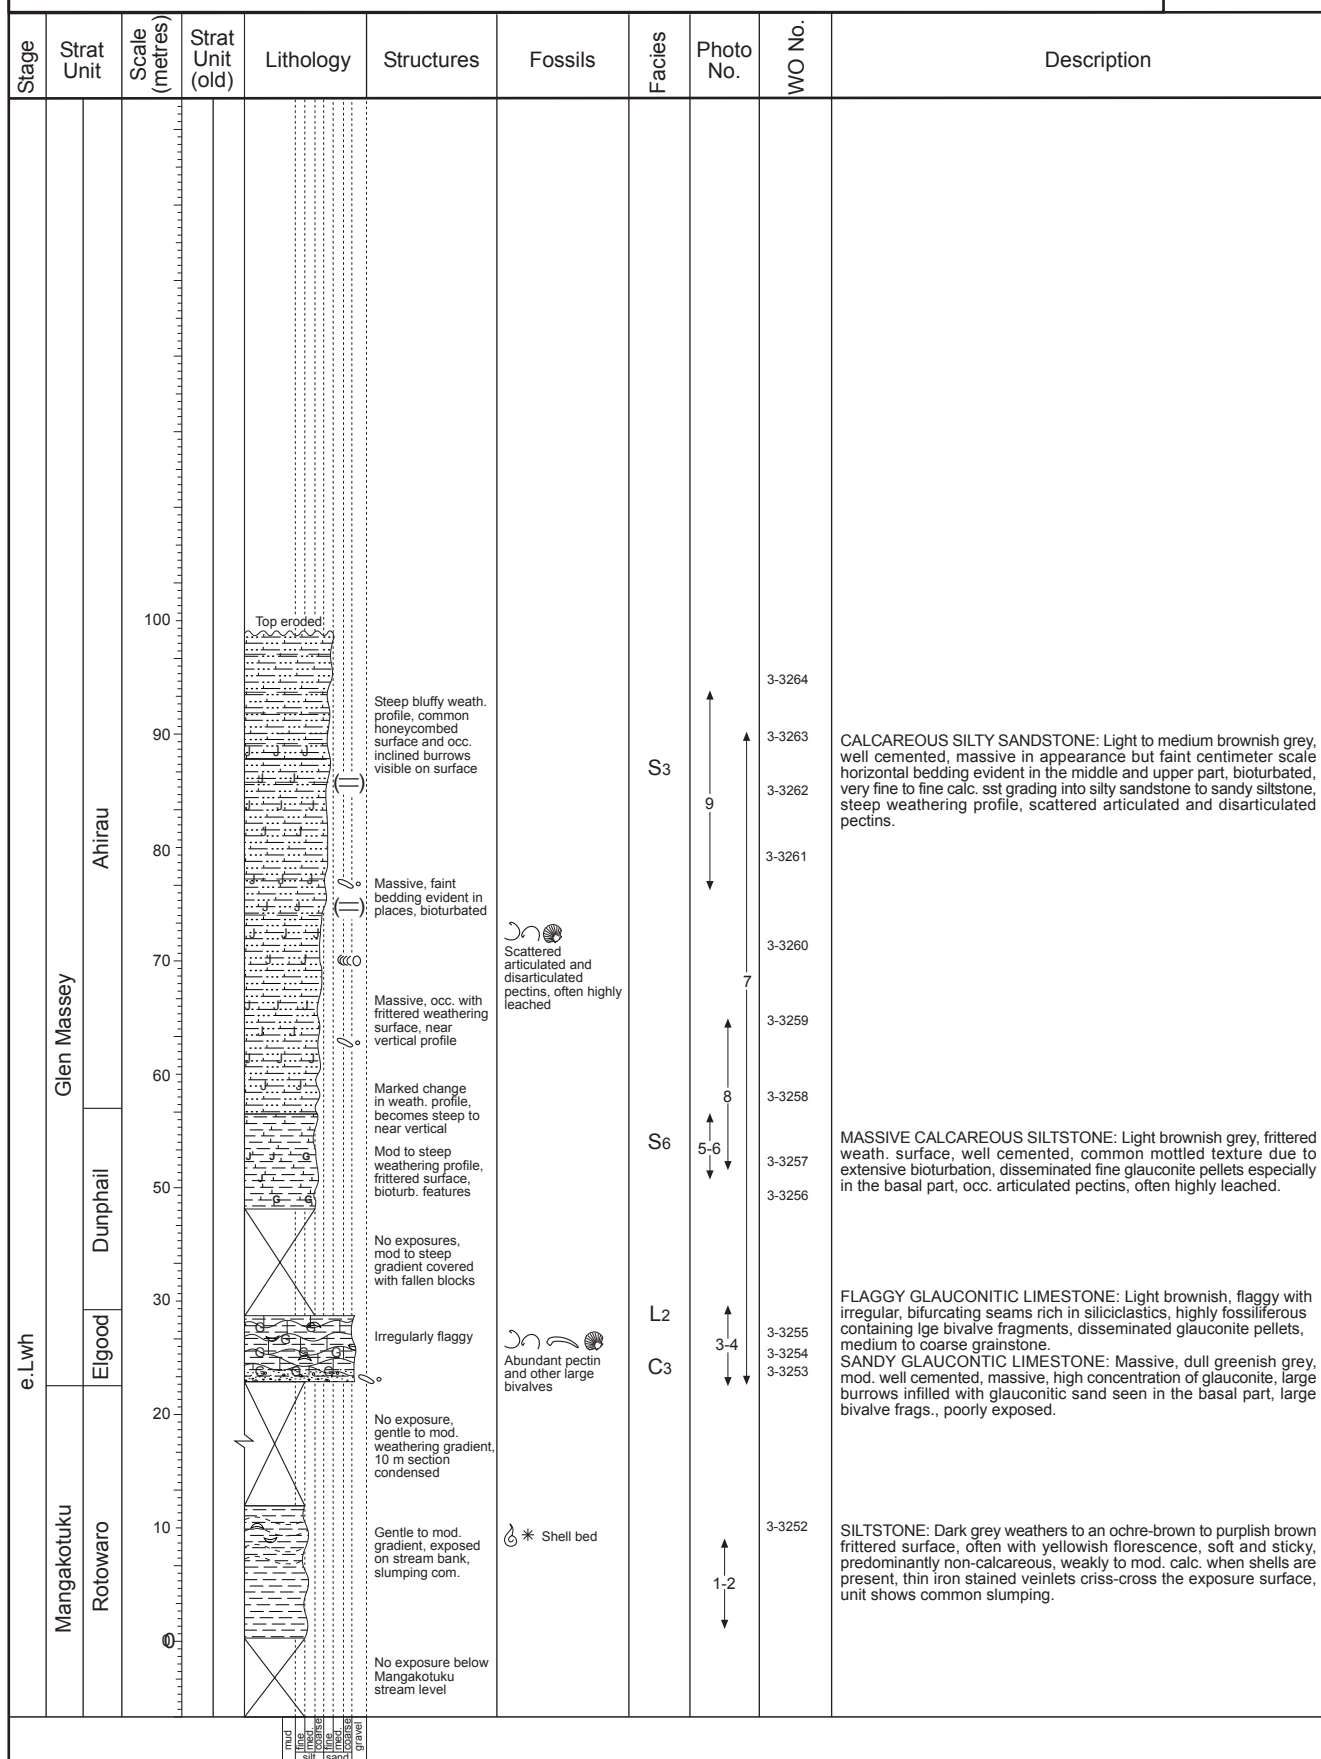 Stage
Strat
Unit
Scale
(metres)
Strat
Unit
(old)
Lithology
Structures
Fossils
Facies
Photo
No.
WO No.
Description
e.Lwh
Glen Massey
Mangakotuku
Ahirau
Dunphail
Elgood
Rotowaro
100
90
80
70
60
50
30
20
10
0
Top eroded
Steep bluffy weath.
profile, common
honeycombed
surface and occ.
inclined burrows
visible on surface
Massive, faint
bedding evident in
places, bioturbated
Massive, occ. with
frittered weathering
surface, near
vertical profile
Marked change
in weath. profile,
becomes steep to
near vertical
Mod to steep
weathering profile,
frittered surface,
bioturb. features
No exposures,
mod to steep
gradient covered
with fallen blocks
Irregularly flaggy
No exposure,
gentle to mod.
weathering gradient,
10 m section
condensed
Gentle to mod.
gradient, exposed
on stream bank,
slumping com.
No exposure below
Mangakotuku
stream level
Scattered
articulated and
disarticulated
pectins, often highly
leached
Abundant pectin
and other large
bivalves
Shell bed
S3
S6
L2
C3
9
7
8
5-6
3-4
1-2
3-3264
3-3263
3-3262
3-3261
3-3260
3-3259
3-3258
3-3257
3-3256
3-3255
3-3254
3-3253
3-3252
CALCAREOUS SILTY SANDSTONE: Light to medium brownish grey,
well cemented, massive in appearance but faint centimeter scale
horizontal bedding evident in the middle and upper part, bioturbated,
very fine to fine calc. sst grading into silty sandstone to sandy siltstone,
steep weathering profile, scattered articulated and disarticulated
pectins.
MASSIVE CALCAREOUS SILTSTONE: Light brownish grey, frittered
weath. surface, well cemented, common mottled texture due to
extensive bioturbation, disseminated fine glauconite pellets especially
in the basal part, occ. articulated pectins, often highly leached.
FLAGGY GLAUCONITIC LIMESTONE: Light brownish, flaggy with
irregular, bifurcating seams rich in siliciclastics, highly fossiliferous
containing lge bivalve fragments, disseminated glauconite pellets,
medium to coarse grainstone.
SANDY GLAUCONTIC LIMESTONE: Massive, dull greenish grey,
mod. well cemented, massive, high concentration of glauconite, large
burrows infilled with glauconitic sand seen in the basal part, large
bivalve frags., poorly exposed.
SILTSTONE: Dark grey weathers to an ochre-brown to purplish brown
frittered surface, often with yellowish florescence, soft and sticky,
predominantly non-calcareous, weakly to mod. calc. when shells are
present, thin iron stained veinlets criss-cross the exposure surface,
unit shows common slumping.
mud
fine
med.
coarse
fine
med.
coarse
gravel
silt
sand